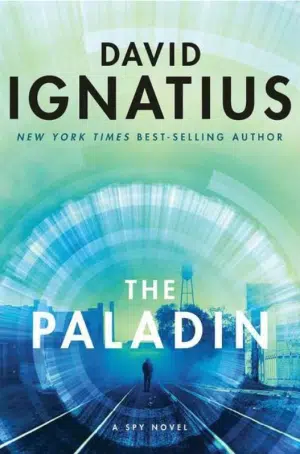 DAVID
IGNATIUS
NEW YORK TIMES BEST-SELLING AUTHOR
THE
PALADIN
A SPY NOVEL